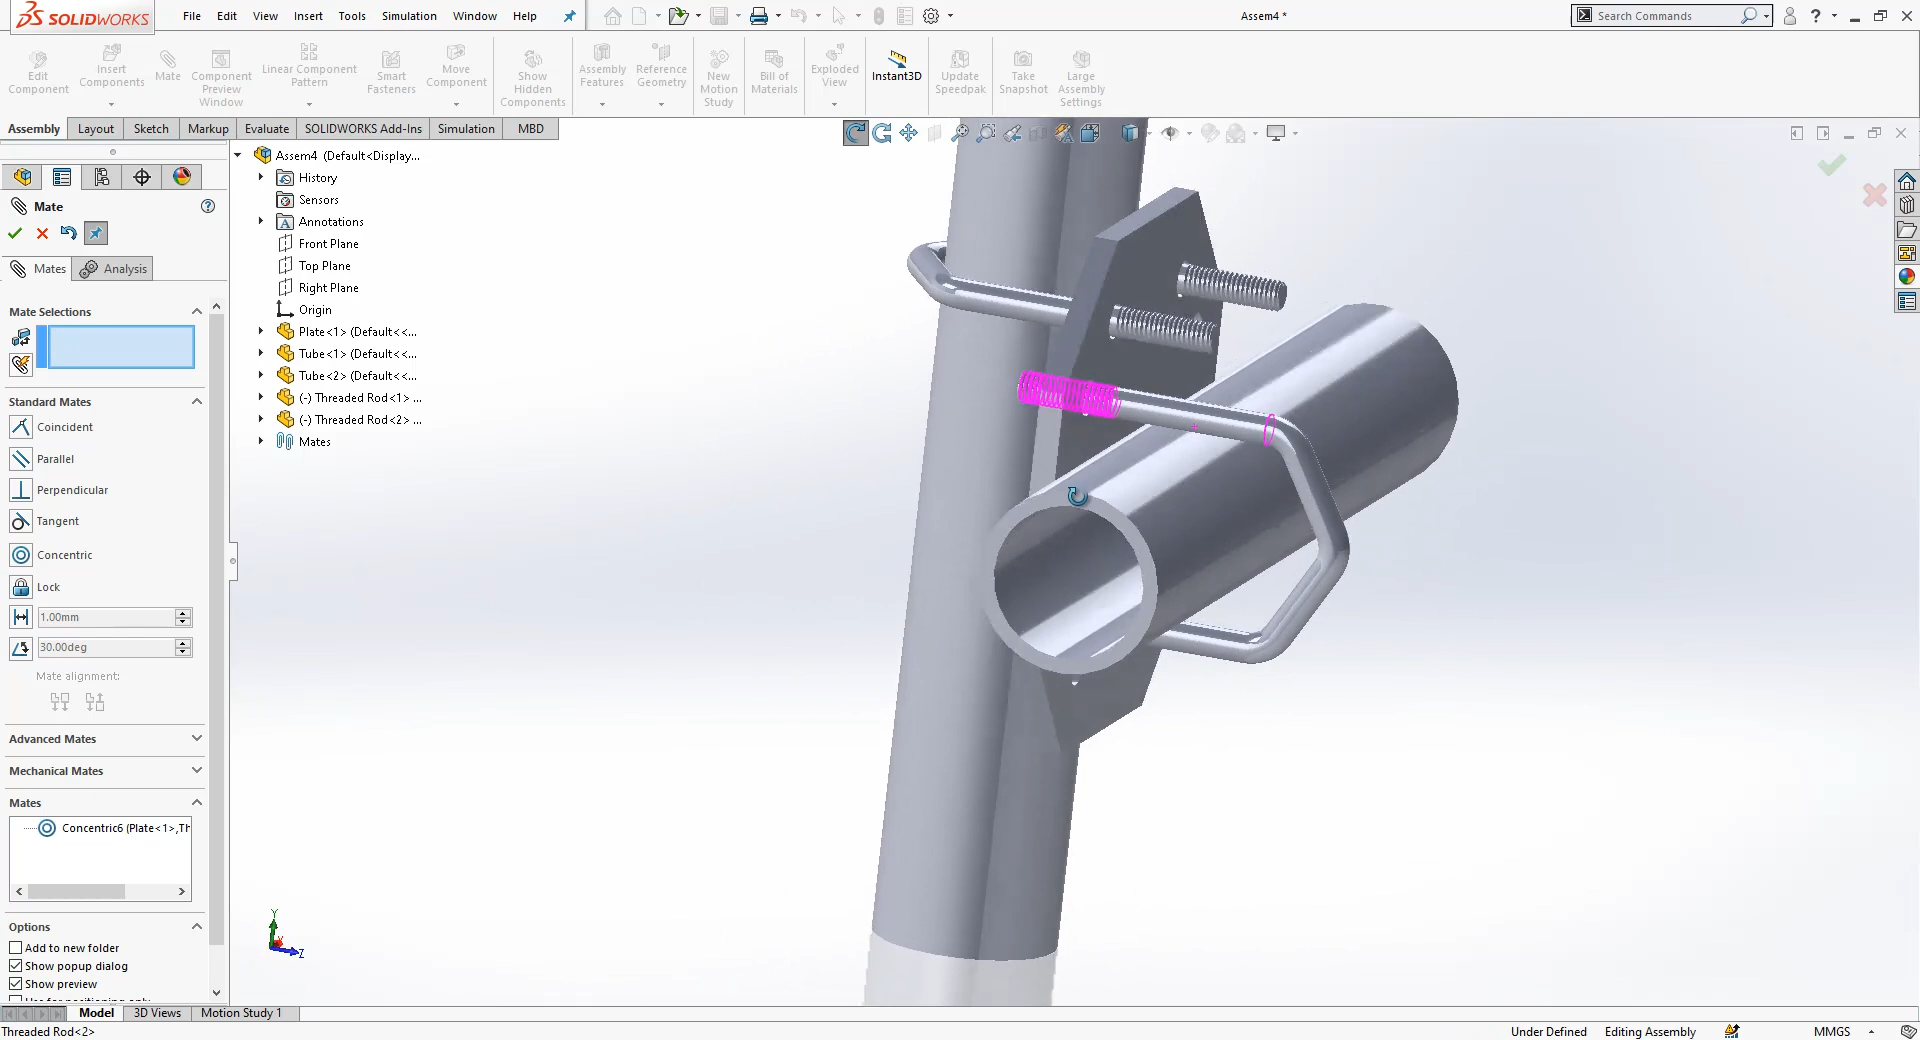 SOLIDWORKS
File Edit View Insert Tools Simulation Window Help
Assem4 *
Search Commands
Edit Component
Insert Components
Mate
Component Preview Window
Linear Component Pattern
Smart Fasteners
Move Component
Show Hidden Components
Assembly Features
Reference Geometry
New Motion Study
Bill of Materials
Exploded View
Instant3D
Update Speedpak
Take Snapshot
Large Assembly Settings
Assembly Layout Sketch Markup Evaluate SOLIDWORKS Add-Ins Simulation MBD
Mate
Mates Analysis
Mate Selections
Standard Mates
Coincident
Parallel
Perpendicular
Tangent
Concentric
Lock
1.00mm
30.00deg
Mate alignment:
Advanced Mates
Mechanical Mates
Mates
Concentric6 (Plate<1>,Th
Options
Add to new folder
Show popup dialog
Show preview
Assem4 (Default<Display...
History
Sensors
Annotations
Front Plane
Top Plane
Right Plane
Origin
Plate<1> (Default<<...
Tube<1> (Default<<...
Tube<2> (Default<<...
(-) Threaded Rod<1> ...
(-) Threaded Rod<2> ...
Mates
Y
Z
Model 3D Views Motion Study 1
Threaded Rod<2>
Under Defined Editing Assembly MMGS